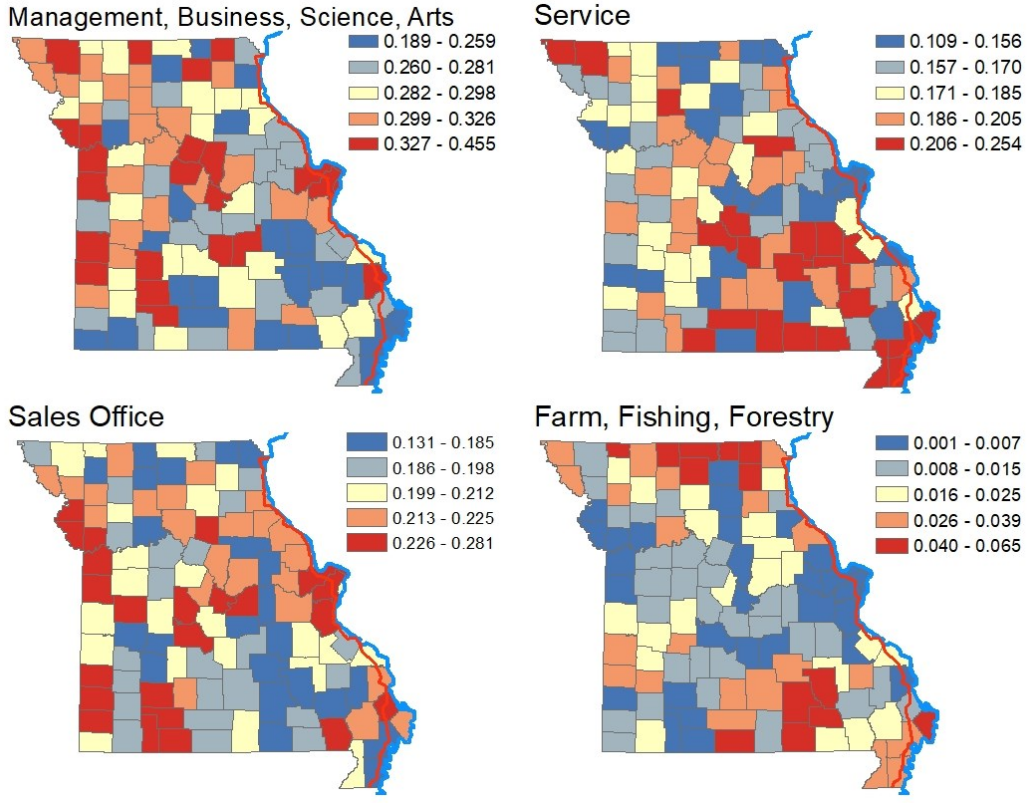 Management, Business, Science, Arts
0.189 - 0.259
0.260 - 0.281
0.282 - 0.298
0.299 - 0.326
0.327 - 0.455
Service
0.109 - 0.156
0.157 - 0.170
0.171 - 0.185
0.186 - 0.205
0.206 - 0.254
Sales Office
0.131 - 0.185
0.186 - 0.198
0.199 - 0.212
0.213 - 0.225
0.226 - 0.281
Farm, Fishing, Forestry
0.001 - 0.007
0.008 - 0.015
0.016 - 0.025
0.026 - 0.039
0.040 - 0.065